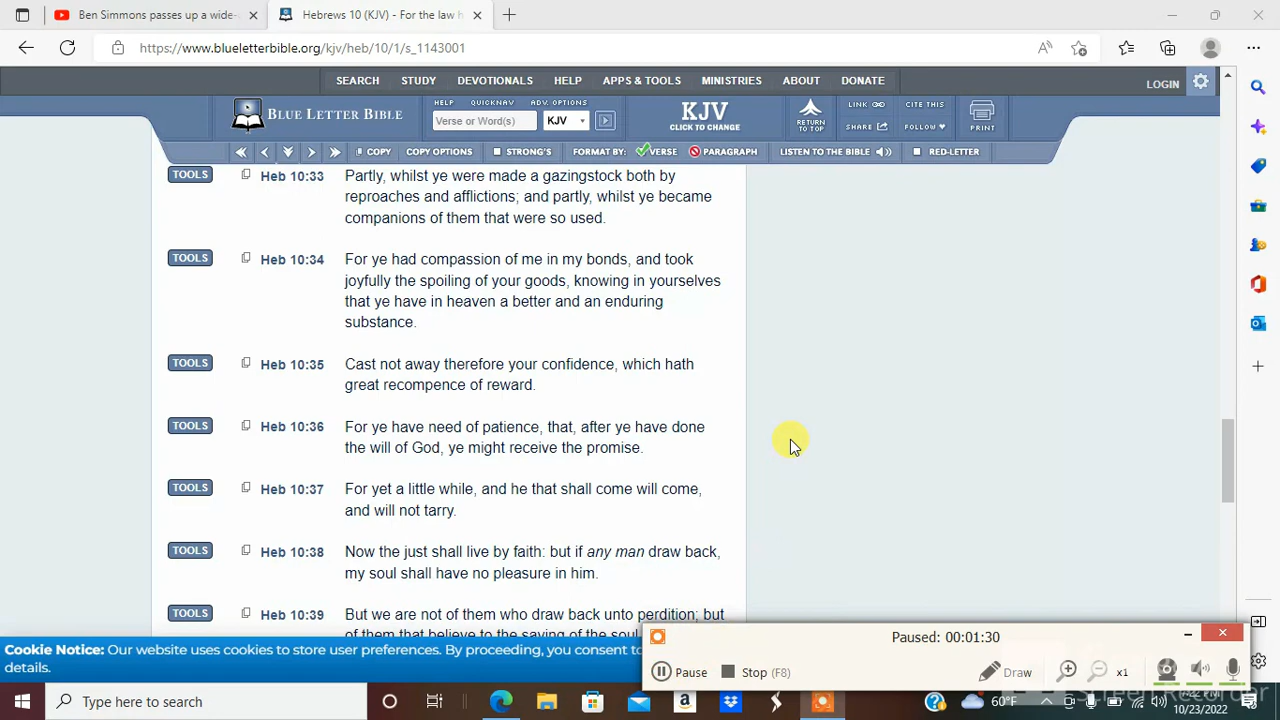 Ben Simmons passes up a wide-
Hebrews 10 (KJV) - For the law h
https://www.blueletterbible.org/kjv/heb/10/1/s_1143001
SEARCH STUDY DEVOTIONALS HELP APPS & TOOLS MINISTRIES ABOUT DONATE LOGIN
BLUE LETTER BIBLE
HELP QUICKNAV ADV. OPTIONS
Verse or Word(s) KJV
KJV
CLICK TO CHANGE
RETURN
TO TOP
LINK CITE THIS
SHARE FOLLOW
PRINT
COPY COPY OPTIONS STRONG'S FORMAT BY: VERSE PARAGRAPH LISTEN TO THE BIBLE RED-LETTER
TOOLS Heb 10:33 Partly, whilst ye were made a gazingstock both by
reproaches and afflictions; and partly, whilst ye became
companions of them that were so used.
TOOLS Heb 10:34 For ye had compassion of me in my bonds, and took
joyfully the spoiling of your goods, knowing in yourselves
that ye have in heaven a better and an enduring
substance.
TOOLS Heb 10:35 Cast not away therefore your confidence, which hath
great recompence of reward.
TOOLS Heb 10:36 For ye have need of patience, that, after ye have done
the will of God, ye might receive the promise.
TOOLS Heb 10:37 For yet a little while, and he that shall come will come,
and will not tarry.
TOOLS Heb 10:38 Now the just shall live by faith: but if any man draw back,
my soul shall have no pleasure in him.
TOOLS Heb 10:39 But we are not of them who draw back unto perdition; but
of them that believe to the saving of the soul
Cookie Notice: Our website uses cookies to store user preferences. By proceeding, you consent to
details.
Paused: 00:01:30
Pause Stop (F8) Draw x1
Screen Recorder
Type here to search
60°F
10/23/2022